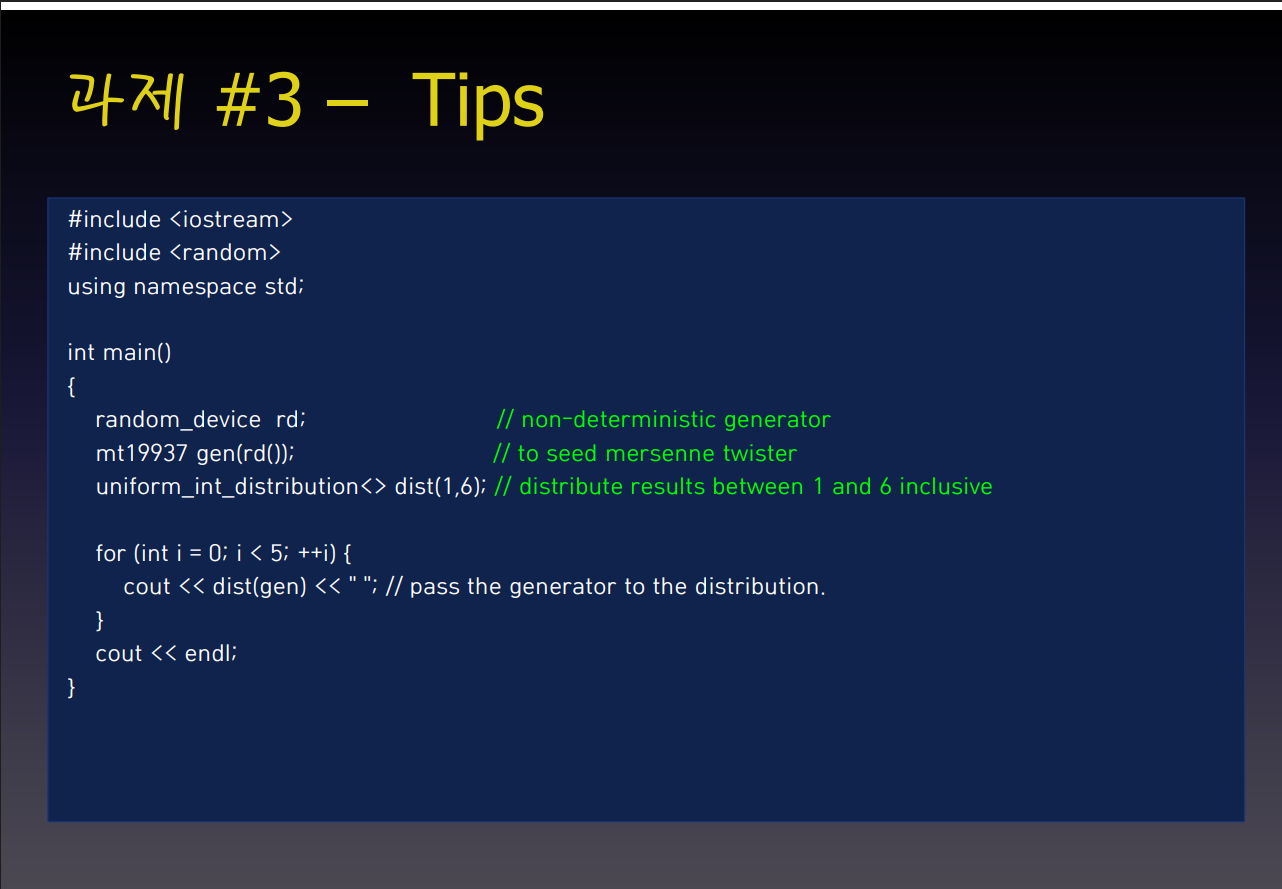 과제 #3 – Tips
#include <iostream>
#include <random>
using namespace std;
int main()
{
random_device  rd; // non-deterministic generator
mt19937 gen(rd()); // to seed mersenne twister
uniform_int_distribution<> dist(1,6); // distribute results between 1 and 6 inclusive
for (int i = 0; i < 5; ++i) {
cout << dist(gen) << " "; // pass the generator to the distribution.
}
cout << endl;
}